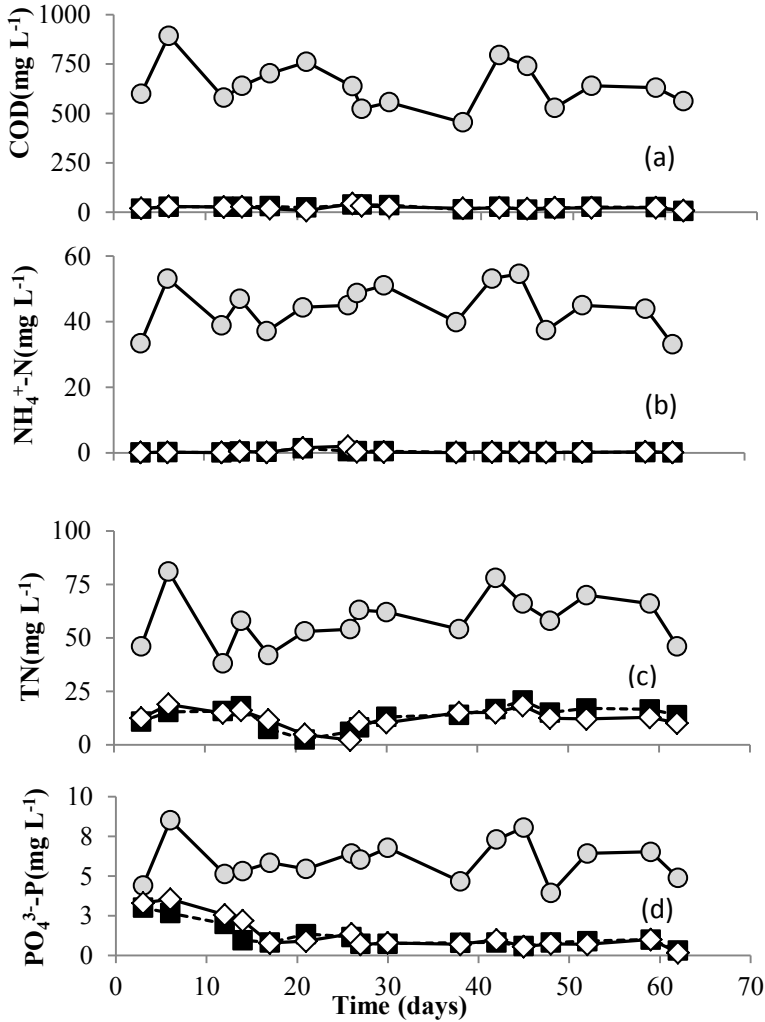 COD(mg L-1)
1000
750
500
250
0
(a)
NH4+-N(mg L-1)
60
40
20
0
(b)
TN(mg L-1)
100
75
50
25
0
(c)
PO43--P(mg L-1)
10
8
5
3
0
(d)
0 10 20 30 40 50 60 70
Time (days)